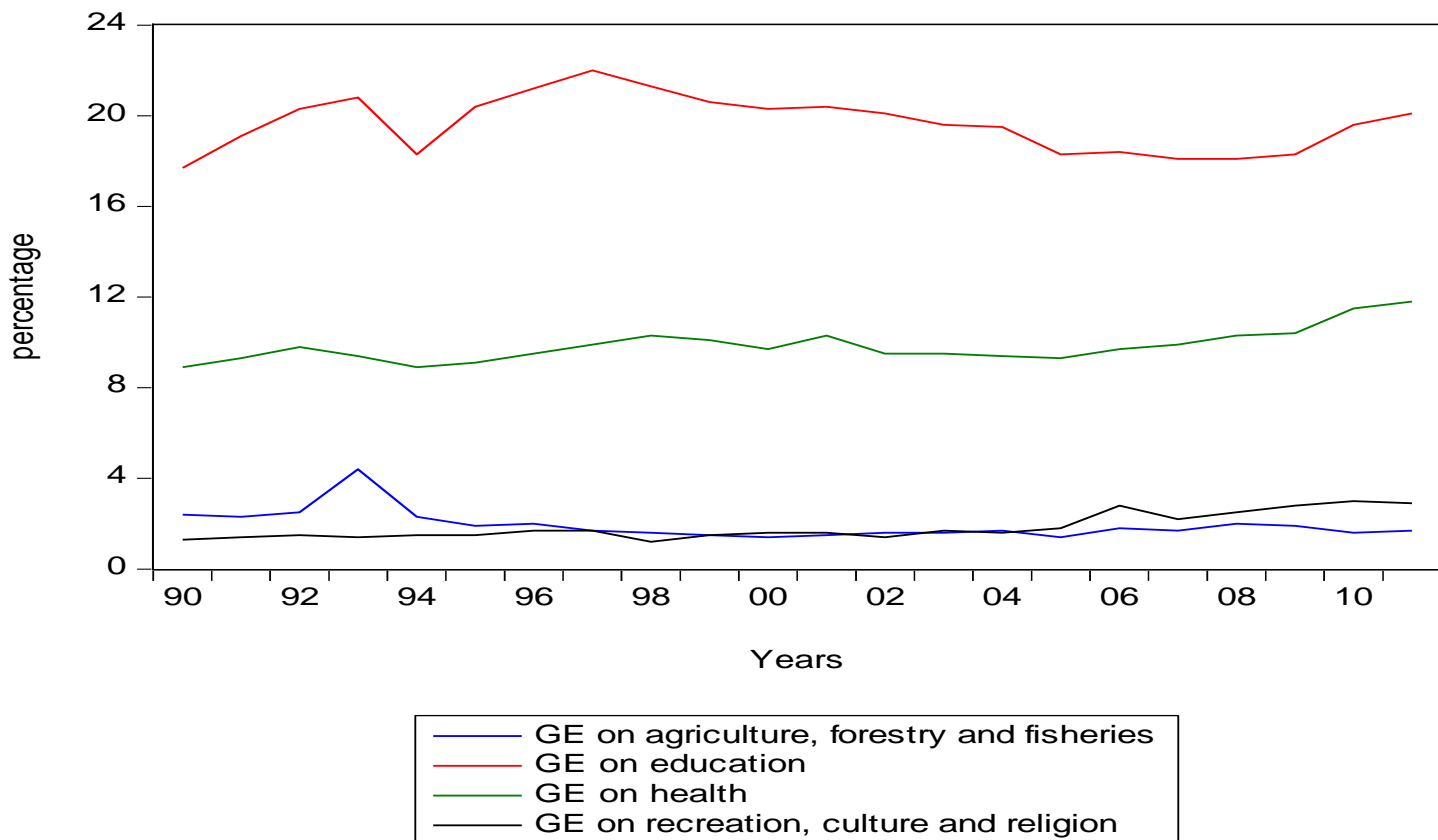 24
20
16
12
8
4
0
percentage
90 92 94 96 98 00 02 04 06 08 10
Years
GE on agriculture, forestry and fisheries
GE on education
GE on health
GE on recreation, culture and religion